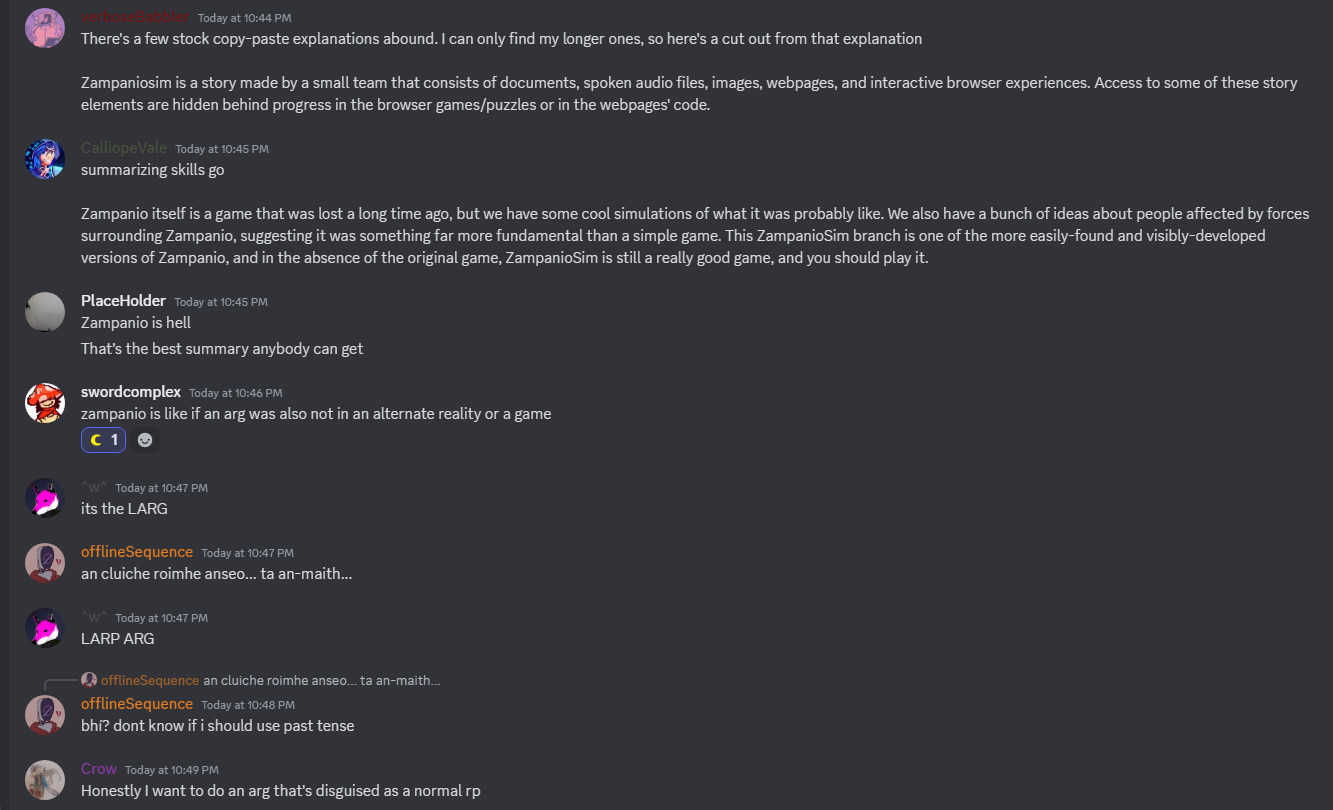 verboseBabbler Today at 10:44 PM
There's a few stock copy-paste explanations abound. I can only find my longer ones, so here's a cut out from that explanation
Zampaniosim is a story made by a small team that consists of documents, spoken audio files, images, webpages, and interactive browser experiences. Access to some of these story
elements are hidden behind progress in the browser games/puzzles or in the webpages' code.
CalliopeVale Today at 10:45 PM
summarizing skills go
Zampanio itself is a game that was lost a long time ago, but we have some cool simulations of what it was probably like. We also have a bunch of ideas about people affected by forces
surrounding Zampanio, suggesting it was something far more fundamental than a simple game. This ZampanioSim branch is one of the more easily-found and visibly-developed
versions of Zampanio, and in the absence of the original game, ZampanioSim is still a really good game, and you should play it.
PlaceHolder Today at 10:45 PM
Zampanio is hell
That's the best summary anybody can get
swordcomplex Today at 10:46 PM
zampanio is like if an arg was also not in an alternate reality or a game
1
^w^ Today at 10:47 PM
its the LARG
offlineSequence Today at 10:47 PM
an cluiche roimhe anseo... ta an-maith...
^w^ Today at 10:47 PM
LARP ARG
offlineSequence an cluiche roimhe anseo... ta an-maith...
offlineSequence Today at 10:48 PM
bhí? dont know if i should use past tense
Crow Today at 10:49 PM
Honestly I want to do an arg that's disguised as a normal rp